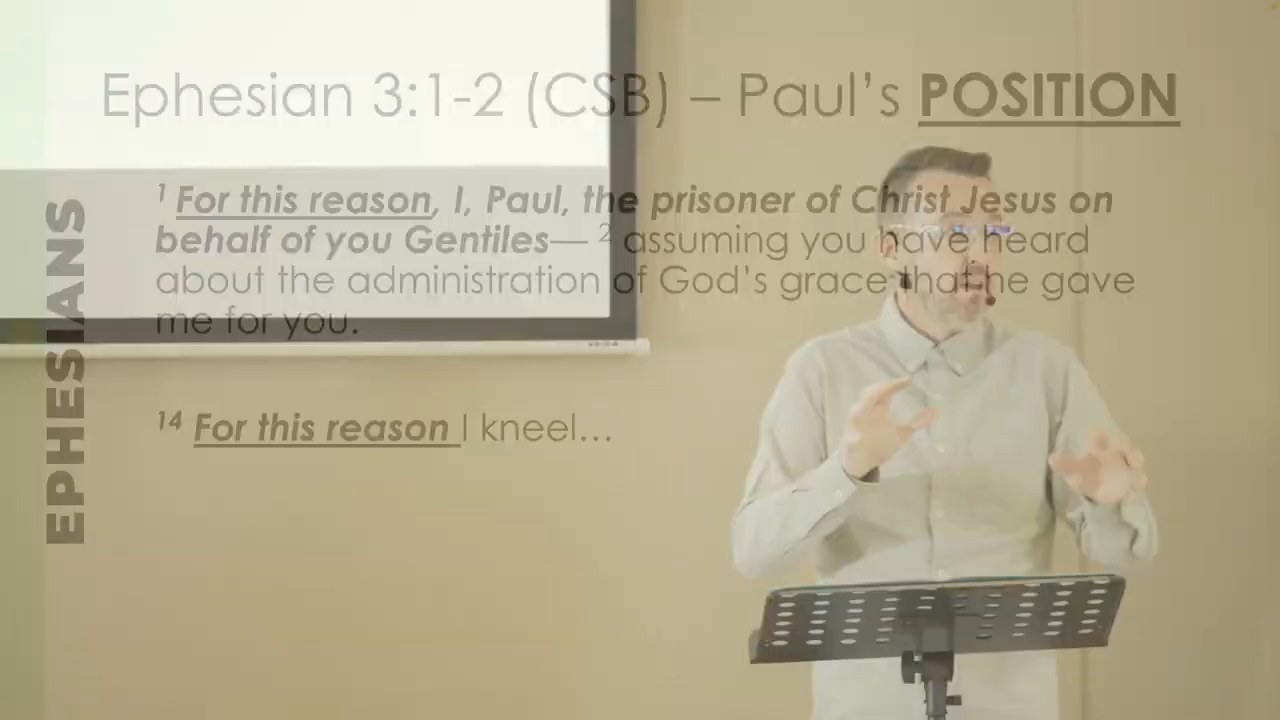 Ephesian 3:1-2 (CSB) – Paul’s POSITION
¹ For this reason, I, Paul, the prisoner of Christ Jesus on
behalf of you Gentiles— ² assuming you have heard
about the administration of God’s grace that he gave
me for you.
¹⁴ For this reason I kneel…
EPHESIANS